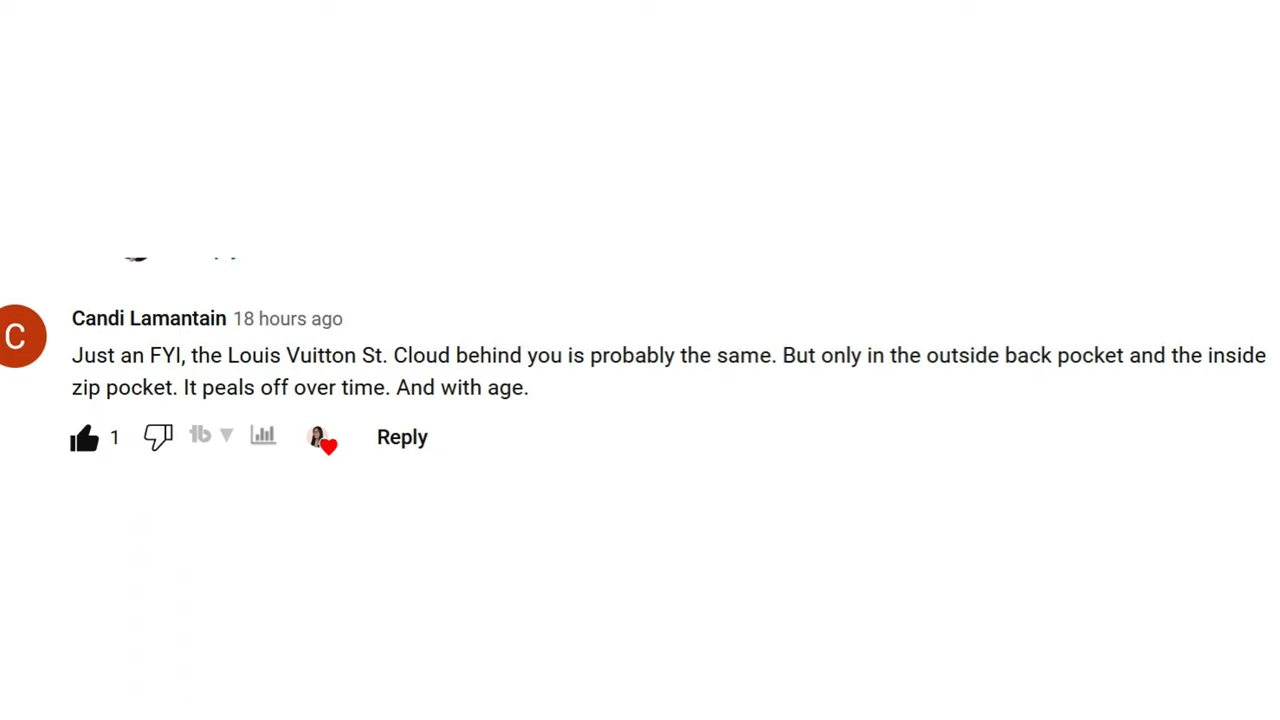 C
Candi Lamantain 18 hours ago
Just an FYI, the Louis Vuitton St. Cloud behind you is probably the same. But only in the outside back pocket and the inside
zip pocket. It peals off over time. And with age.
1 tb Reply